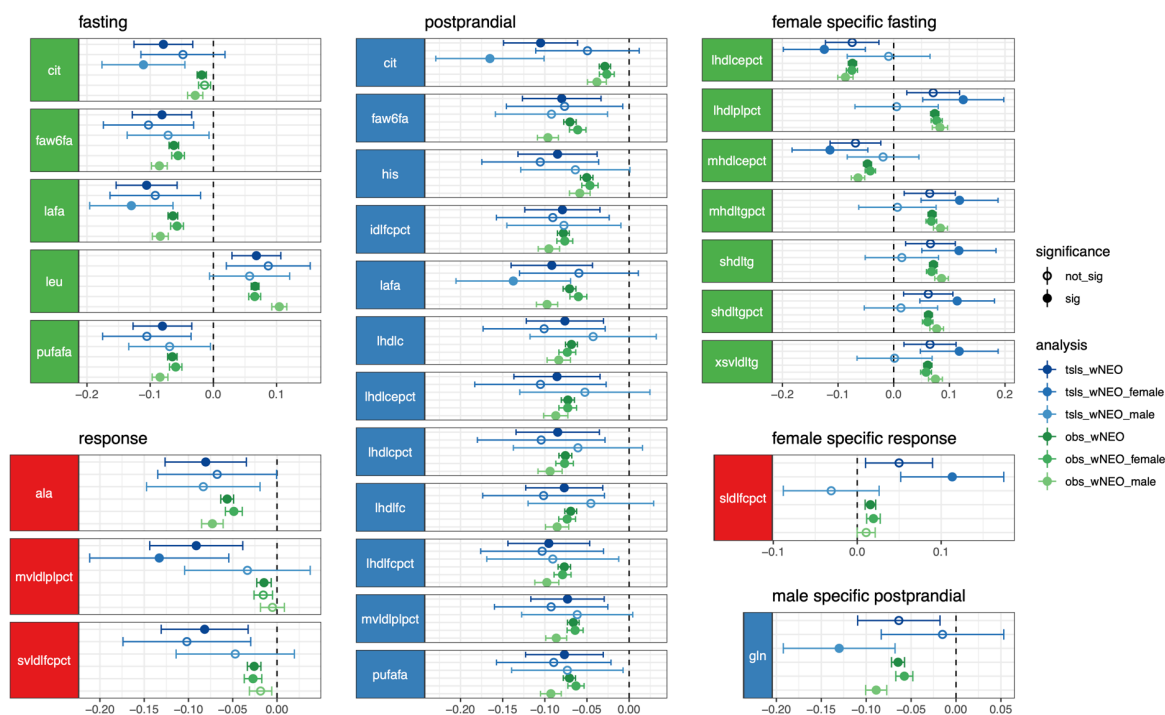 fasting
cit
faw6fa
lafa
leu
pufafa
−0.2 −0.1 0.0 0.1
response
ala
mvldlplpct
svldlfcpct
−0.20 −0.15 −0.10 −0.05 0.00
postprandial
cit
faw6fa
his
idlfcpct
lafa
lhdlc
lhdlcepct
lhdlcpct
lhdlfc
lhdlfcpct
mvldlplpct
pufafa
−0.20 −0.15 −0.10 −0.05 0.00
female specific fasting
lhdlcepct
lhdlplpct
mhdlcepct
mhdltgpct
shdltg
shdltgpct
xsvldltg
−0.2 −0.1 0.0 0.1 0.2
female specific response
sldlfcpct
−0.1 0.0 0.1
male specific postprandial
gln
−0.20 −0.15 −0.10 −0.05 0.00 0.05
significance
not_sig
sig
analysis
tsls_wNEO
tsls_wNEO_female
tsls_wNEO_male
obs_wNEO
obs_wNEO_female
obs_wNEO_male